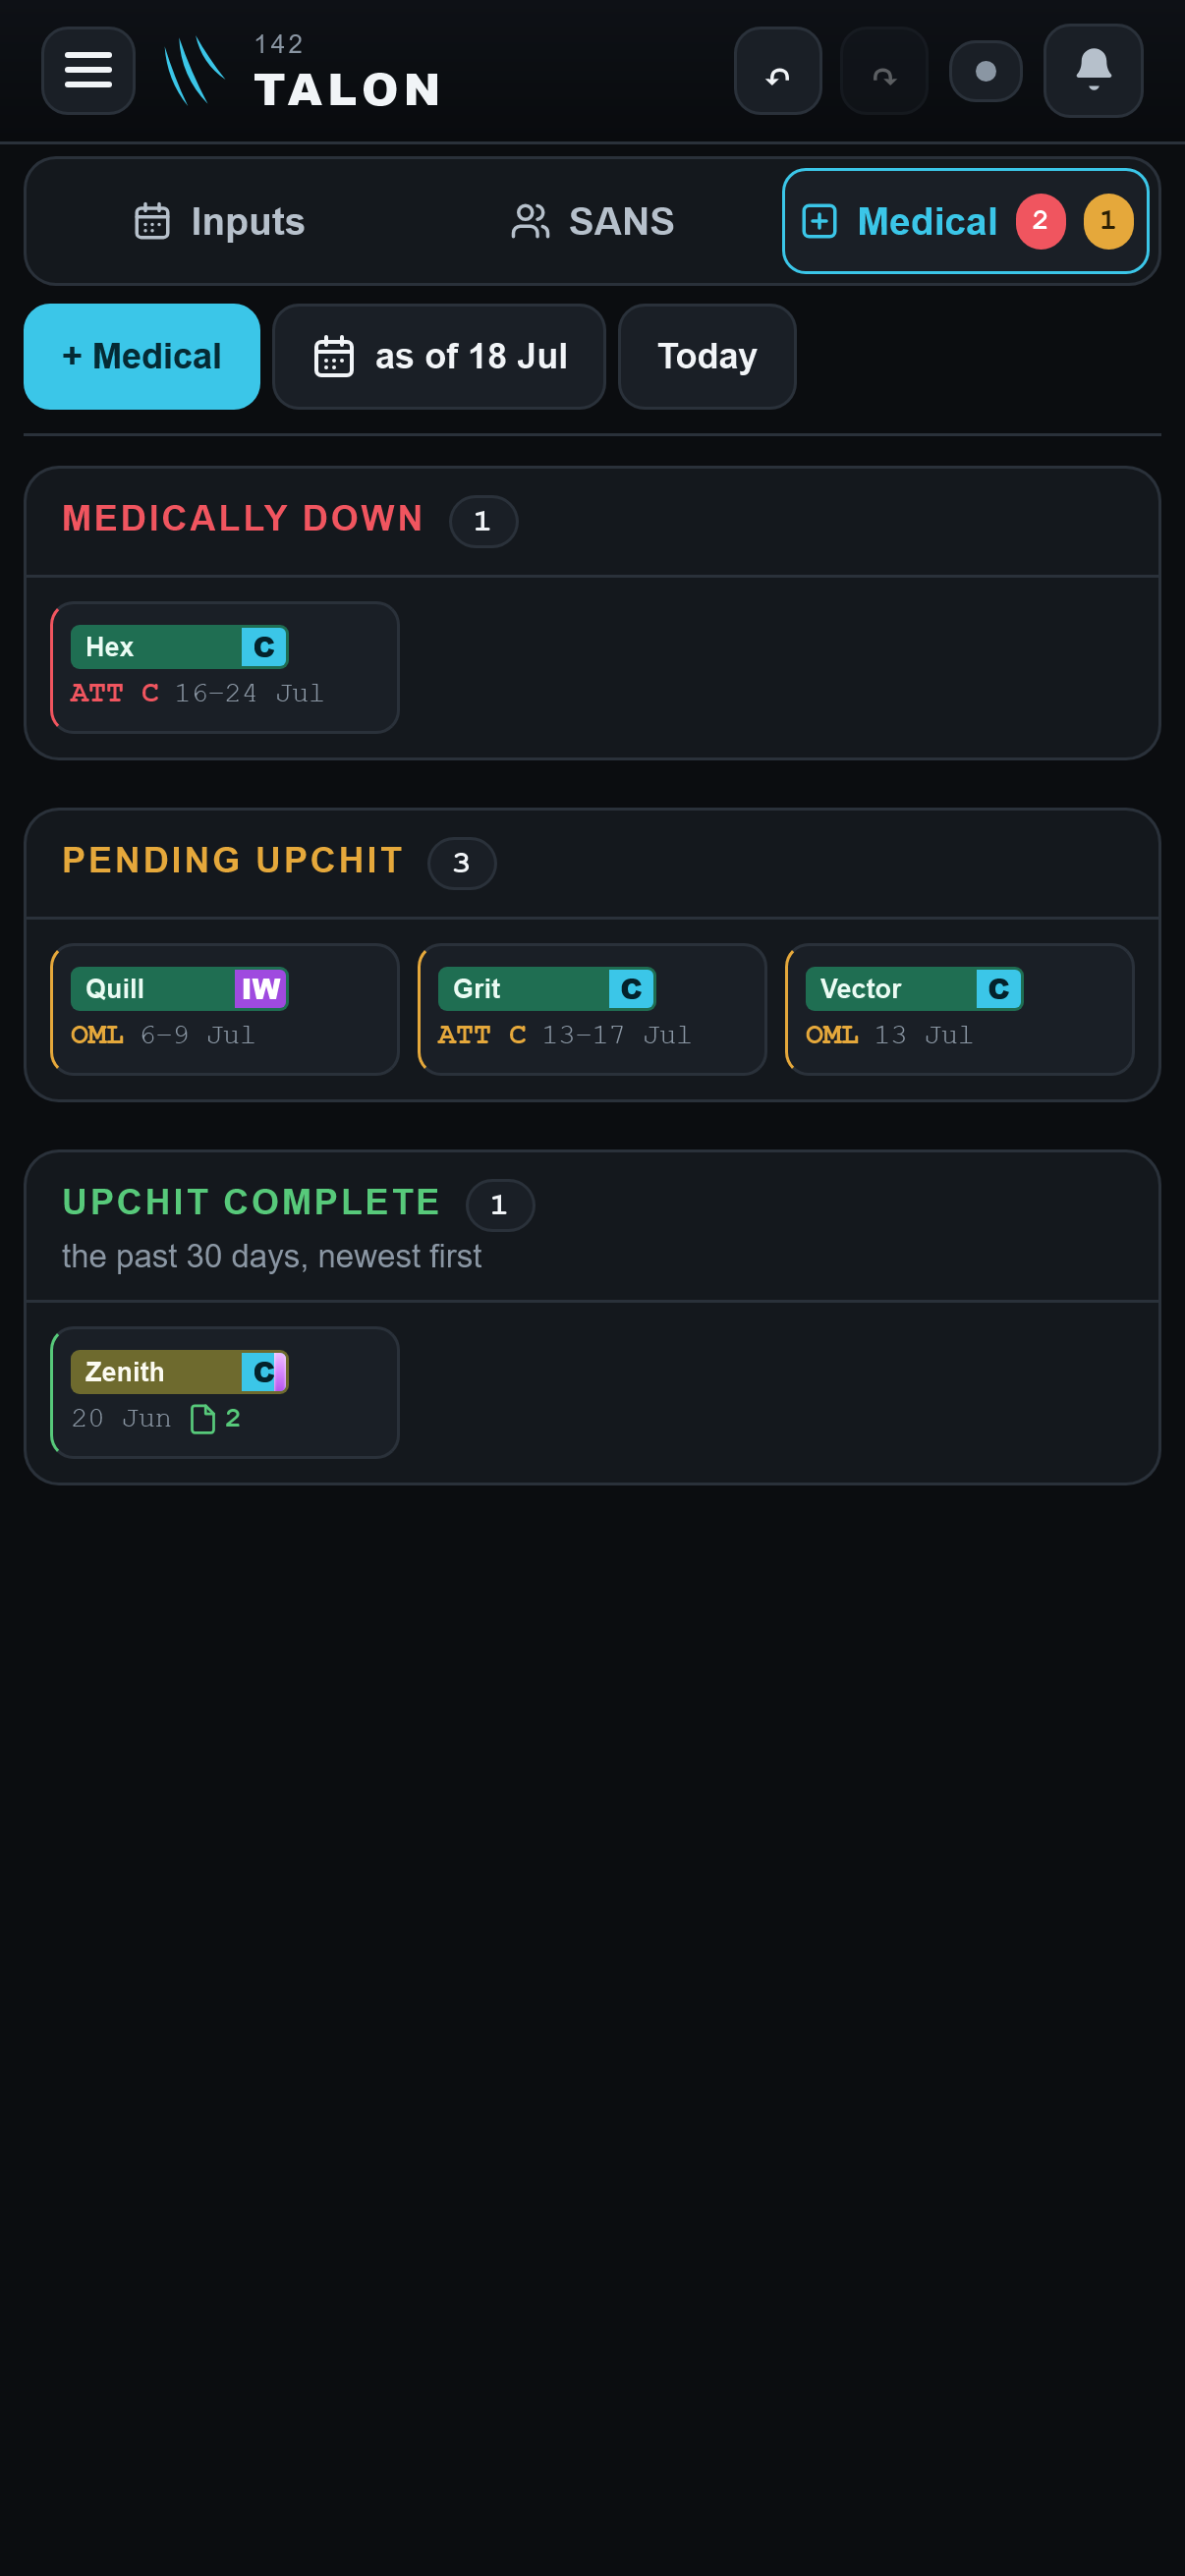 142
TALON
Inputs
SANS
Medical 2 1
+ Medical
as of 18 Jul
Today
MEDICALLY DOWN 1
Hex C
ATT C 16–24 Jul
PENDING UPCHIT 3
Quill IW
OML 6–9 Jul
Grit C
ATT C 13–17 Jul
Vector C
OML 13 Jul
UPCHIT COMPLETE 1
the past 30 days, newest first
Zenith C
20 Jun 2